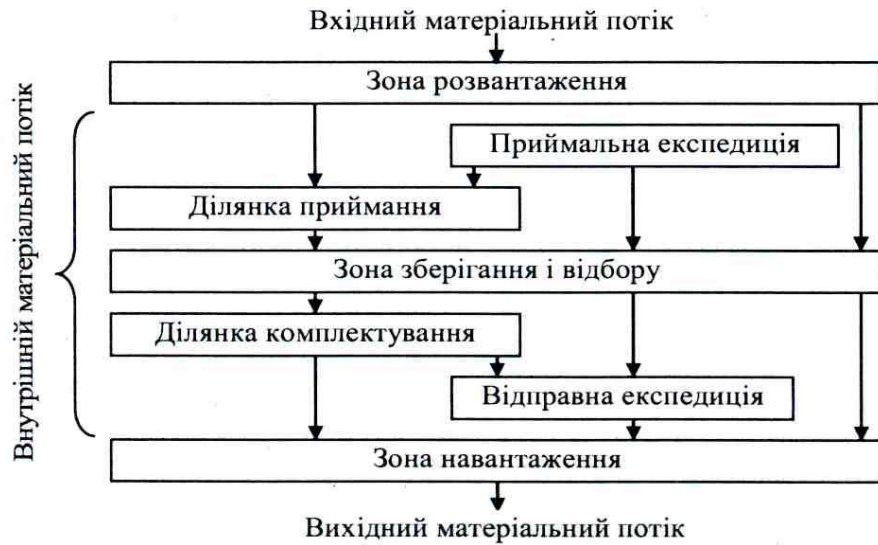 Вхідний матеріальний потік
Зона розвантаження
Приймальна експедиція
Ділянка приймання
Зона зберігання і відбору
Ділянка комплектування
Відправна експедиція
Зона навантаження
Вихідний матеріальний потік
Внутрішній матеріальний потік